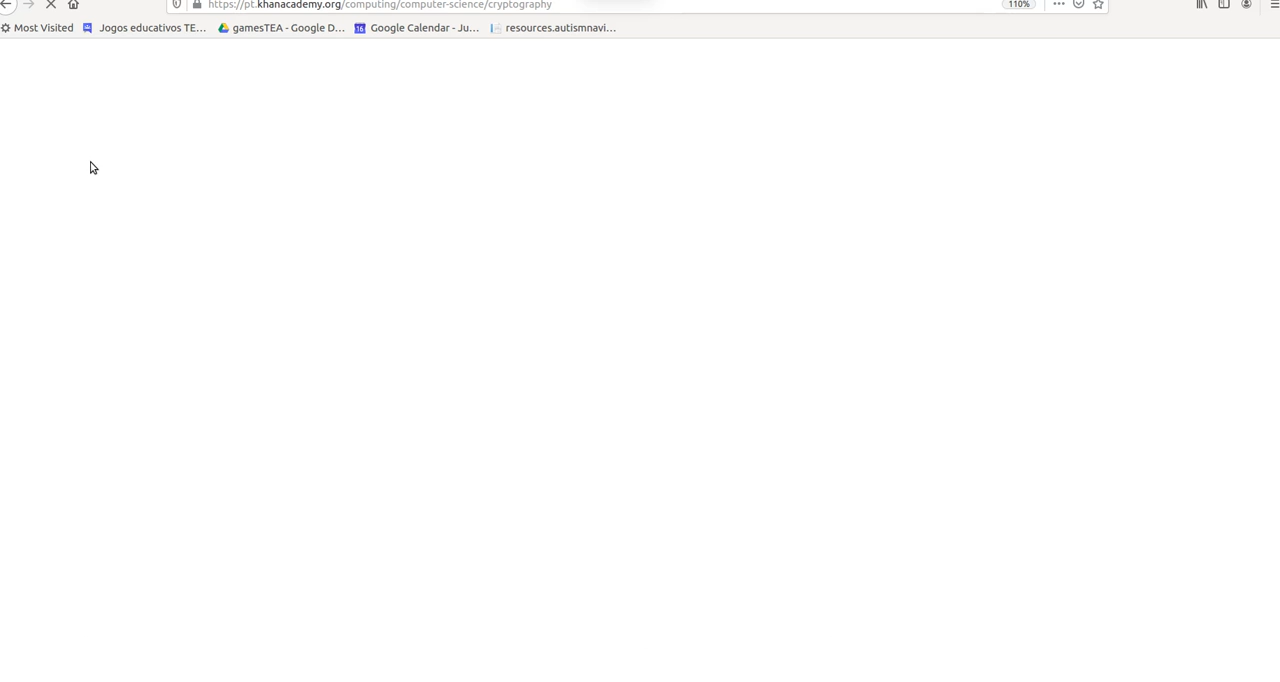 https://pt.khanacademy.org/computing/computer-science/cryptography 110%
Most Visited Jogos educativos TE... gamesTEA - Google D... 16 Google Calendar - Ju... resources.autismnavi...